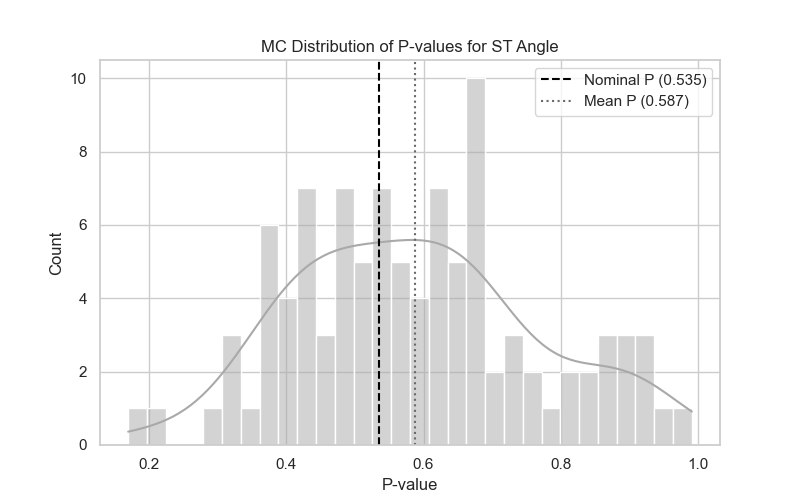 MC Distribution of P-values for ST Angle
Nominal P (0.535)
Mean P (0.587)
10
8
6
4
2
0
Count
0.2 0.4 0.6 0.8 1.0
P-value